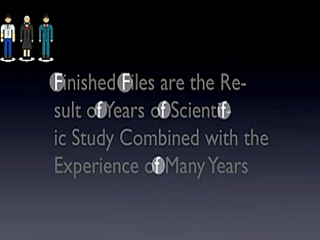 Finished Files are the Re-
sult of Years of Scientif-
ic Study Combined with the
Experience of Many Years